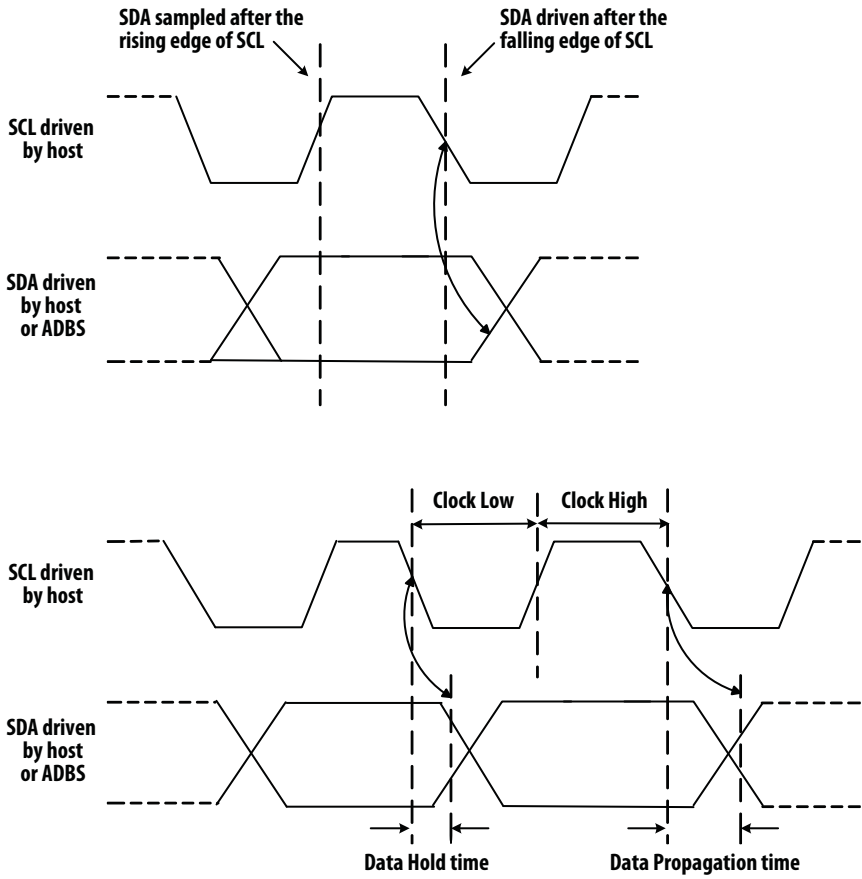 SDA sampled after the
rising edge of SCL
SDA driven after the
falling edge of SCL
SCL driven
by host
SDA driven
by host
or ADBS
Clock Low
Clock High
SCL driven
by host
SDA driven
by host
or ADBS
Data Hold time
Data Propagation time